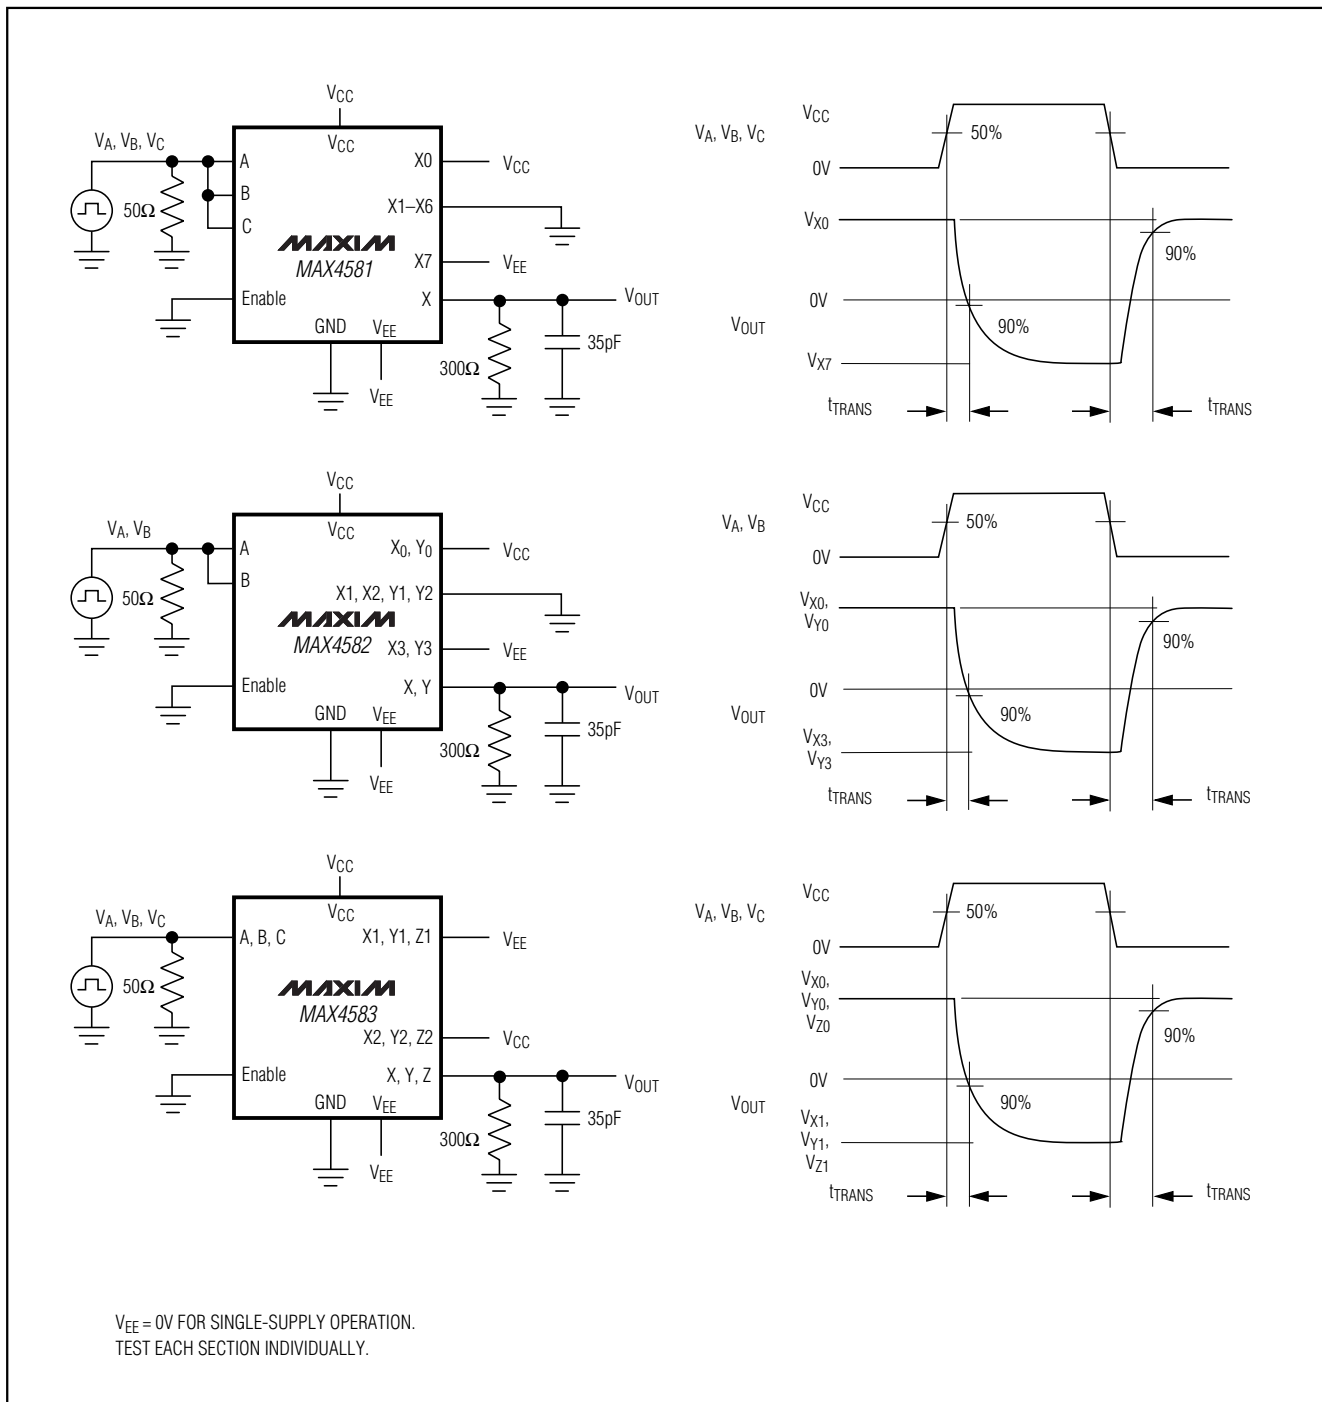 VCC
VA, VB, VC
VCC
A
X0
VCC
B
50Ω
X1–X6
C
MAXIM
MAX4581
X7
VEE
Enable
X
VOUT
GND
VEE
300Ω
35pF
VEE
VCC
VA, VB, VC
50%
0V
VX0
90%
0V
90%
VOUT
VX7
tTRANS
tTRANS
VCC
VA, VB
VCC
A
X0, Y0
VCC
B
50Ω
X1, X2, Y1, Y2
MAXIM
MAX4582
X3, Y3
VEE
Enable
X, Y
VOUT
GND
VEE
300Ω
35pF
VEE
VCC
VA, VB
50%
0V
VX0,
VY0
90%
0V
90%
VOUT
VX3,
VY3
tTRANS
tTRANS
VCC
VA, VB, VC
VCC
A, B, C
X1, Y1, Z1
VEE
50Ω
MAXIM
MAX4583
X2, Y2, Z2
VCC
Enable
X, Y, Z
VOUT
GND
VEE
300Ω
35pF
VEE
VCC
VA, VB, VC
50%
0V
VX0,
VY0,
VZ0
90%
0V
90%
VOUT
VX1,
VY1,
VZ1
tTRANS
tTRANS
VEE = 0V FOR SINGLE-SUPPLY OPERATION.
TEST EACH SECTION INDIVIDUALLY.